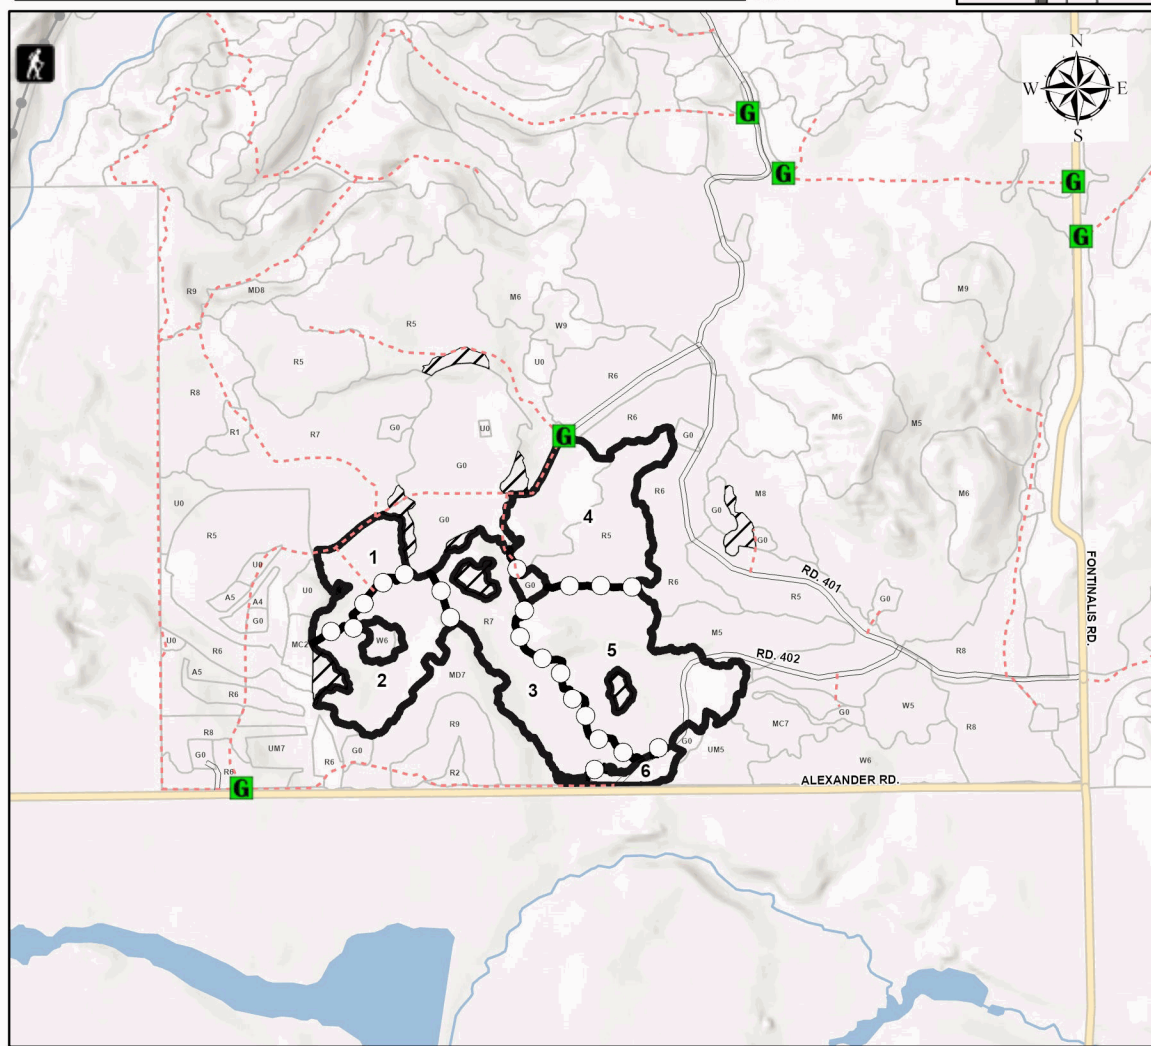 N
G
W E
S
G
G
G
M9
R9
MD8
M6
R5
W9
R5
U0
R6
R8
M6
M5
R6
R1
R7
G0
U0
G
G0
G0
M6
R6
M8
U0
G0
4
G0
R5
R5
G0
1
U0
RD. 401
FONTINALIS RD.
U0
G0
R6
A5
A4
R5
G0
G0
R7
M5
U0
W6
MC2
R6
5
RD. 402
R8
A5
MD7
2
3
R6
W5
G0
R9
MC7
R8
R8
G0
UM7
G0
UM5
G0
R6
W6
R6
R2
6
ALEXANDER RD.
G